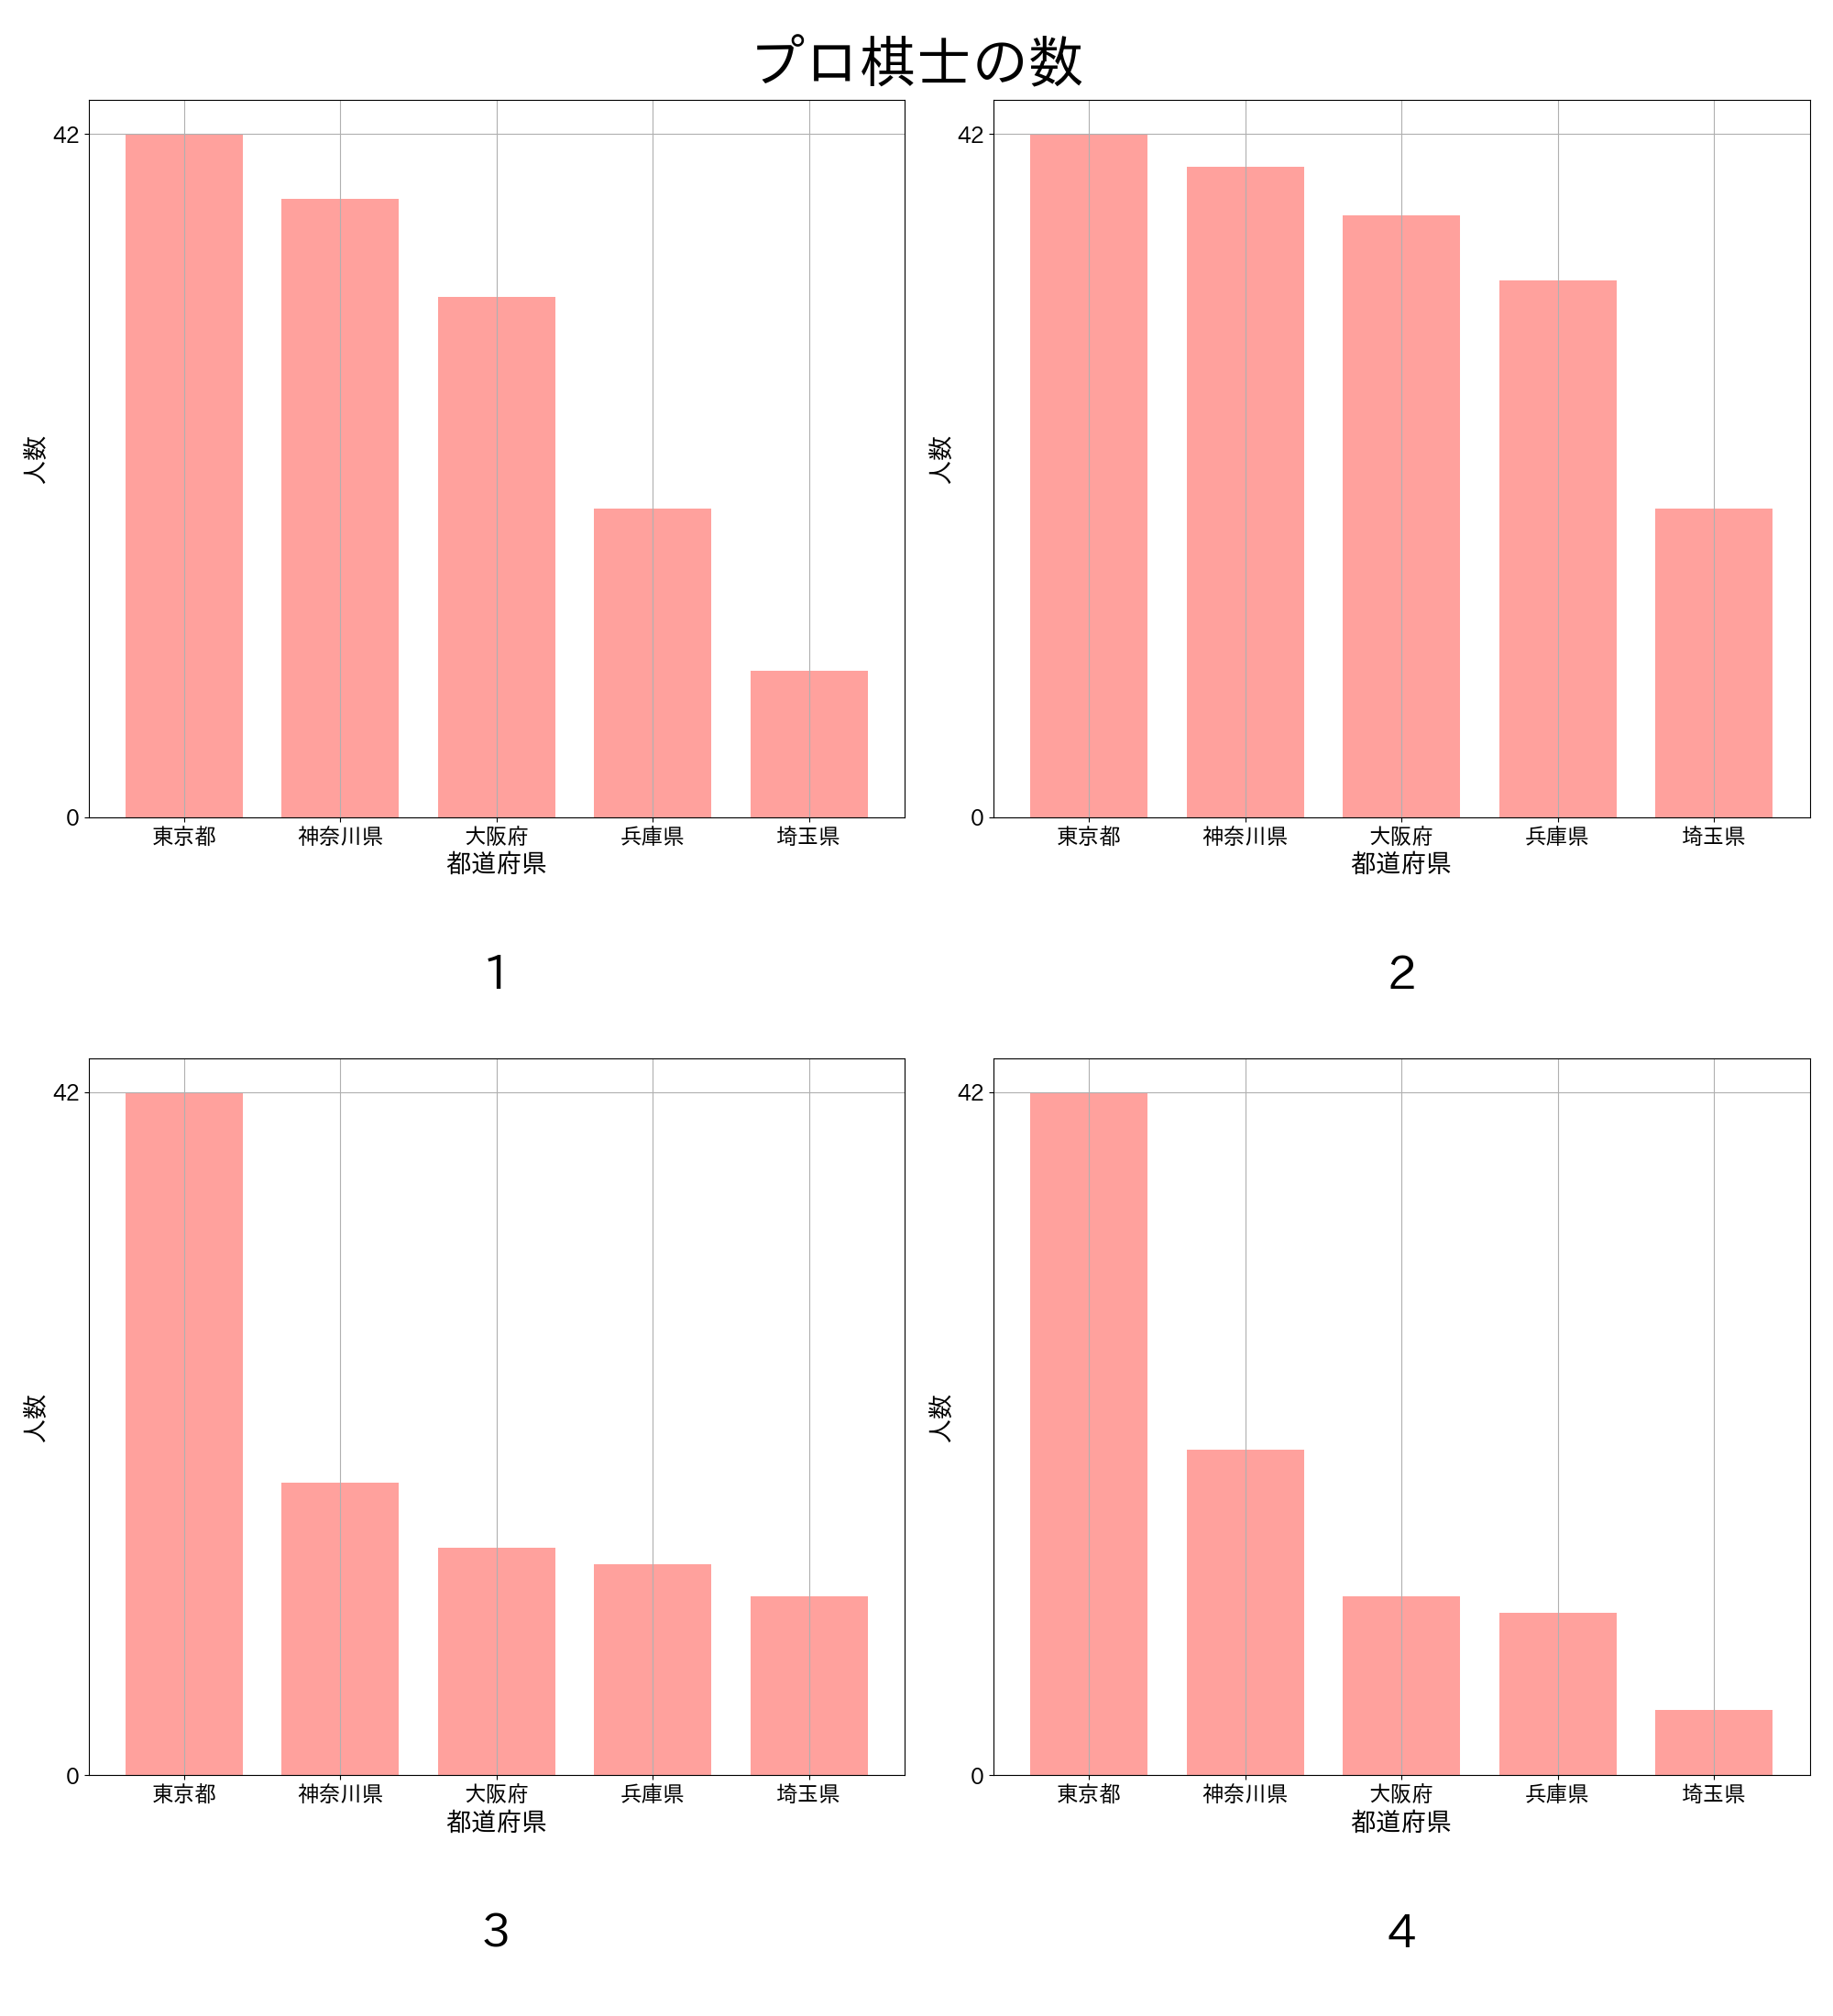 プロ棋士の数
42
人数
0
東京都 神奈川県 大阪府 兵庫県 埼玉県
都道府県
1
42
人数
0
東京都 神奈川県 大阪府 兵庫県 埼玉県
都道府県
2
42
人数
0
東京都 神奈川県 大阪府 兵庫県 埼玉県
都道府県
3
42
人数
0
東京都 神奈川県 大阪府 兵庫県 埼玉県
都道府県
4